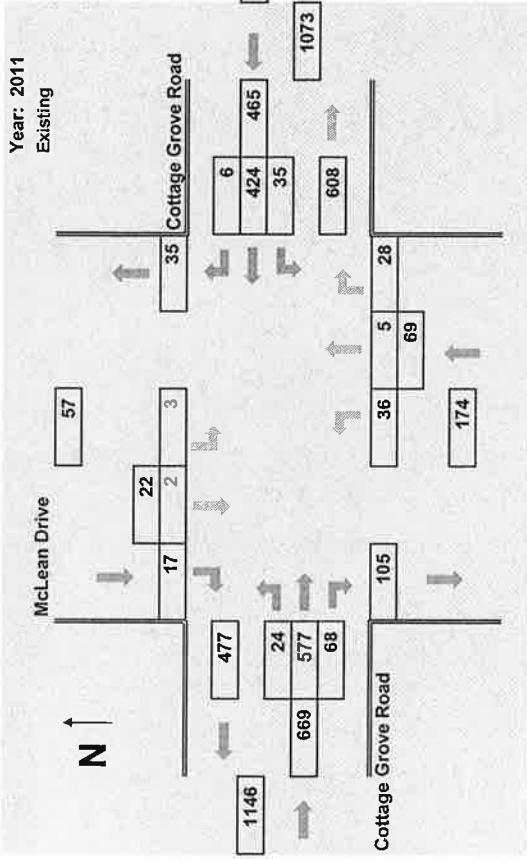 Year: 2011
Existing
McLean Drive
N
Cottage Grove Road
57
22
17 2 3
35
1146
477
669
24
577
68
6
424
35
465
1073
608
105
36 5 28
69
174
Cottage Grove Road